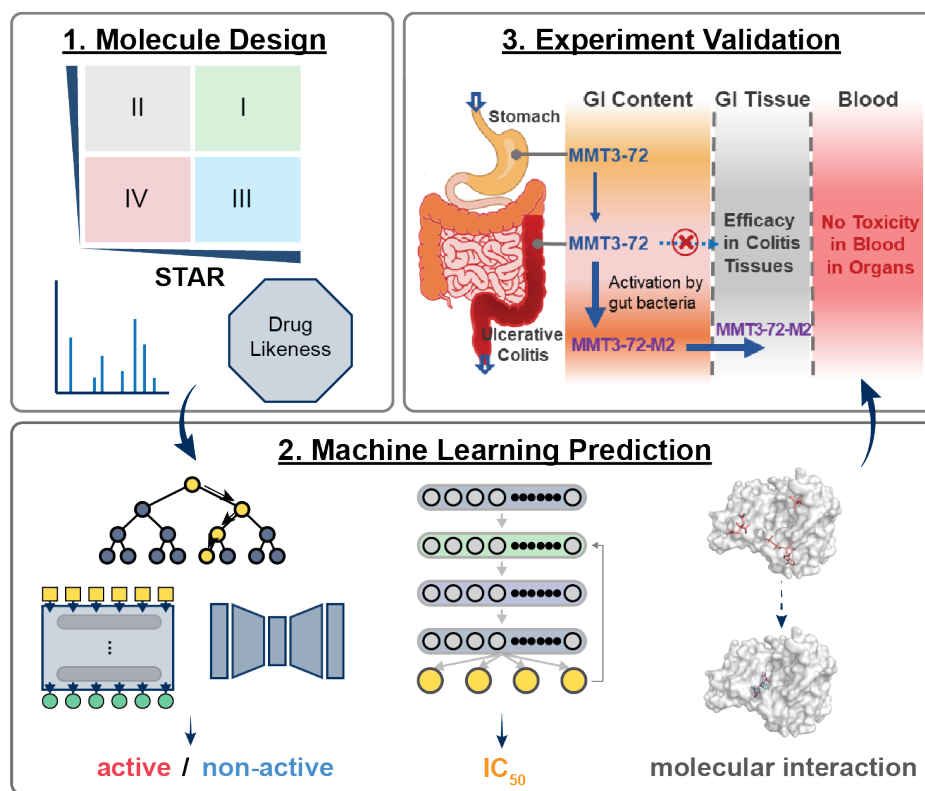 1. Molecule Design
II
I
IV
III
STAR
Drug
Likeness
3. Experiment Validation
GI Content
GI Tissue
Blood
Stomach
MMT3-72
MMT3-72
Efficacy
in Colitis
Tissues
No Toxicity
in Blood
in Organs
Activation by
gut bacteria
Ulcerative
Colitis
MMT3-72-M2
MMT3-72-M2
2. Machine Learning Prediction
active / non-active
IC50
molecular interaction